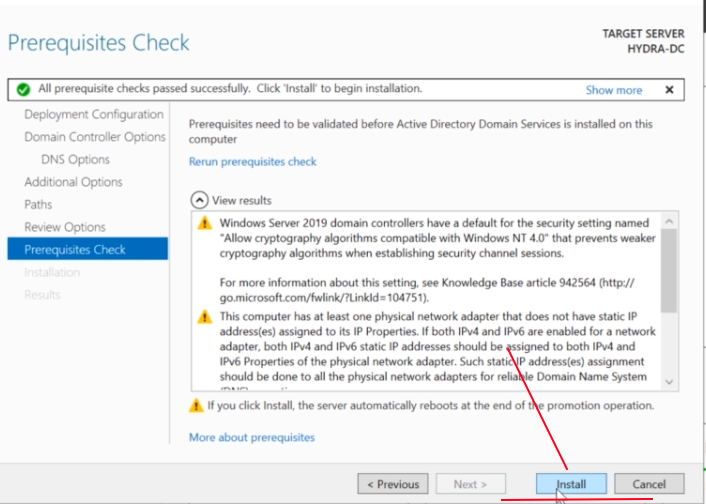 Prerequisites Check
TARGET SERVER
HYDRA-DC
All prerequisite checks passed successfully. Click 'Install' to begin installation.
Show more
Deployment Configuration
Domain Controller Options
DNS Options
Additional Options
Paths
Review Options
Prerequisites Check
Installation
Results
Prerequisites need to be validated before Active Directory Domain Services is installed on this
computer
Rerun prerequisites check
View results
Windows Server 2019 domain controllers have a default for the security setting named
"Allow cryptography algorithms compatible with Windows NT 4.0" that prevents weaker
cryptography algorithms when establishing security channel sessions.
For more information about this setting, see Knowledge Base article 942564 (http://
go.microsoft.com/fwlink/?LinkId=104751).
This computer has at least one physical network adapter that does not have static IP
address(es) assigned to its IP Properties. If both IPv4 and IPv6 are enabled for a network
adapter, both IPv4 and IPv6 static IP addresses should be assigned to both IPv4 and
IPv6 Properties of the physical network adapter. Such static IP address(es) assignment
should be done to all the physical network adapters for reliable Domain Name System
If you click Install, the server automatically reboots at the end of the promotion operation.
More about prerequisites
< Previous
Next >
Install
Cancel